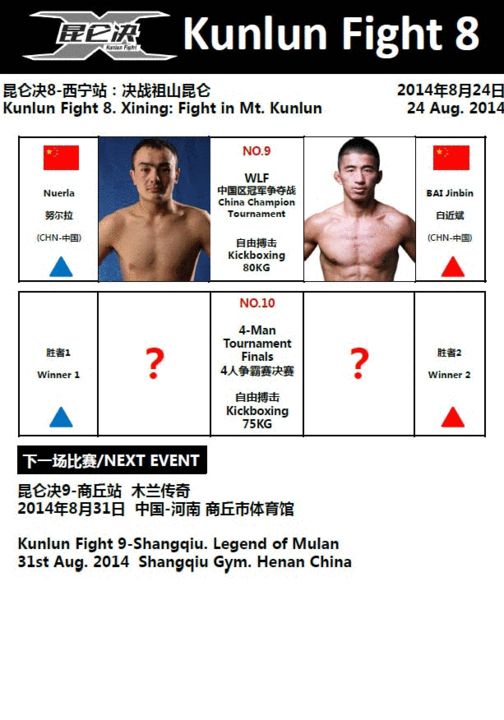 昆仑决
Kunlun Fight
Kunlun Fight 8
昆仑决8-西宁站：决战祖山昆仑
2014年8月24日
Kunlun Fight 8. Xining: Fight in Mt. Kunlun
24 Aug. 2014
Nuerla
努尔拉
(CHN-中国)
NO.9
WLF
中国区冠军争夺战
China Champion
Tournament
自由搏击
Kickboxing
80KG
BAI Jinbin
白近斌
(CHN-中国)
胜者1
Winner 1
?
NO.10
4-Man
Tournament
Finals
4人争霸赛决赛
自由搏击
Kickboxing
75KG
?
胜者2
Winner 2
下一场比赛/NEXT EVENT
昆仑决9-商丘站 木兰传奇
2014年8月31日 中国-河南 商丘市体育馆
Kunlun Fight 9-Shangqiu. Legend of Mulan
31st Aug. 2014 Shangqiu Gym. Henan China